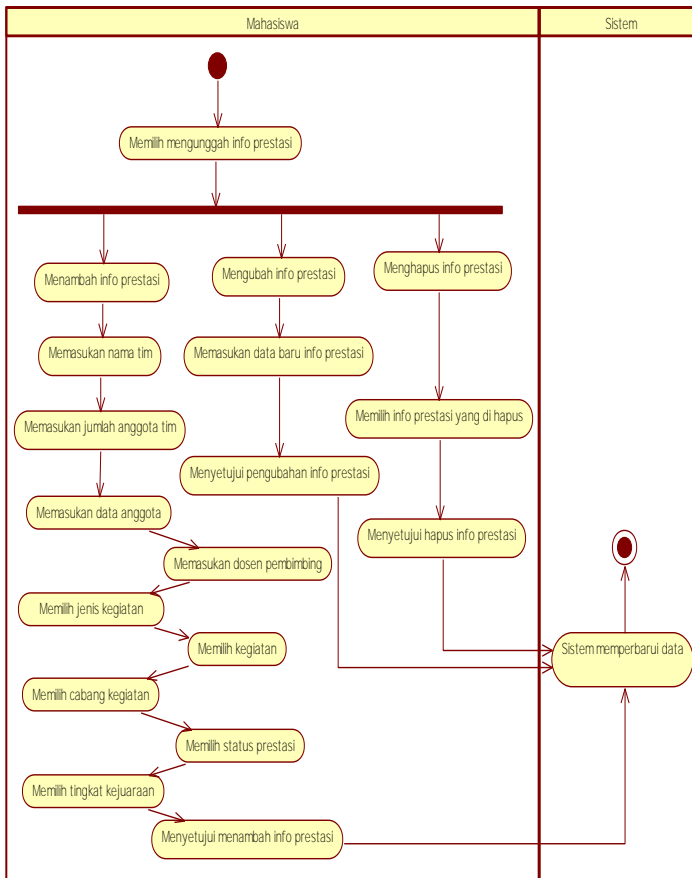 Mahasiswa
Sistem
Memilih mengunggah info prestasi
Menambah info prestasi
Mengubah info prestasi
Menghapus info prestasi
Memasukan nama tim
Memasukan data baru info prestasi
Memasukan jumlah anggota tim
Memilih info prestasi yang di hapus
Menyetujui pengubahan info prestasi
Memasukan data anggota
Menyetujui hapus info prestasi
Memasukan dosen pembimbing
Memilih jenis kegiatan
Memilih kegiatan
Sistem memperbarui data
Memilih cabang kegiatan
Memilih status prestasi
Memilih tingkat kejuaraan
Menyetujui menambah info prestasi